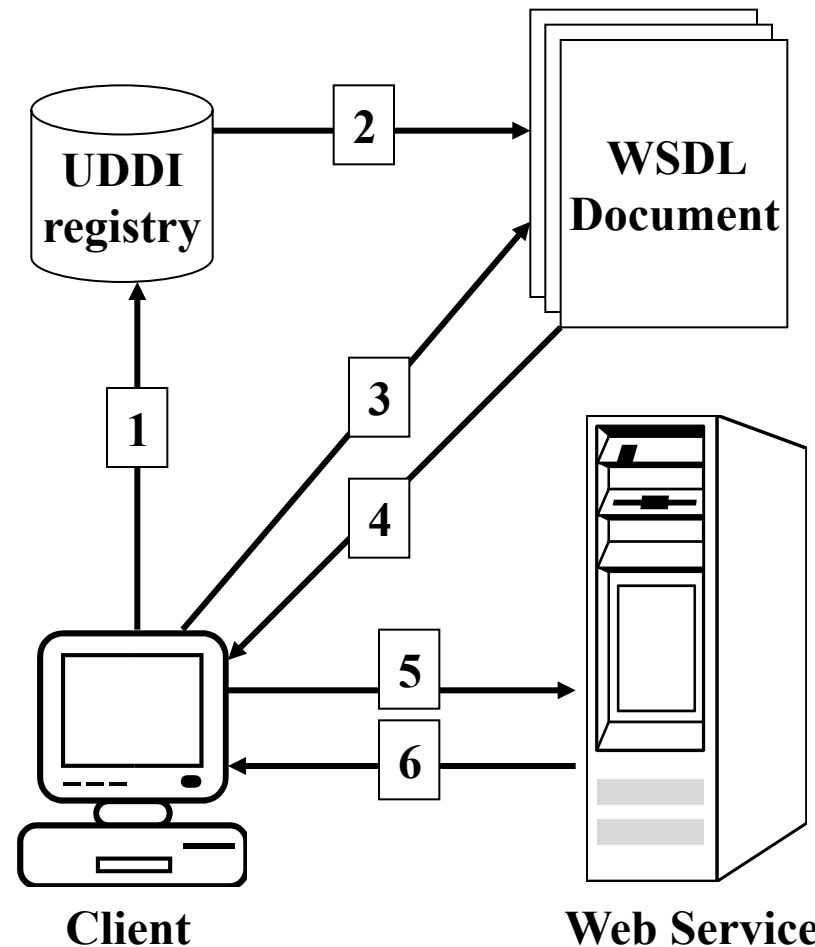 UDDI
registry
2
WSDL
Document
3
1
4
5
6
Client
Web Service